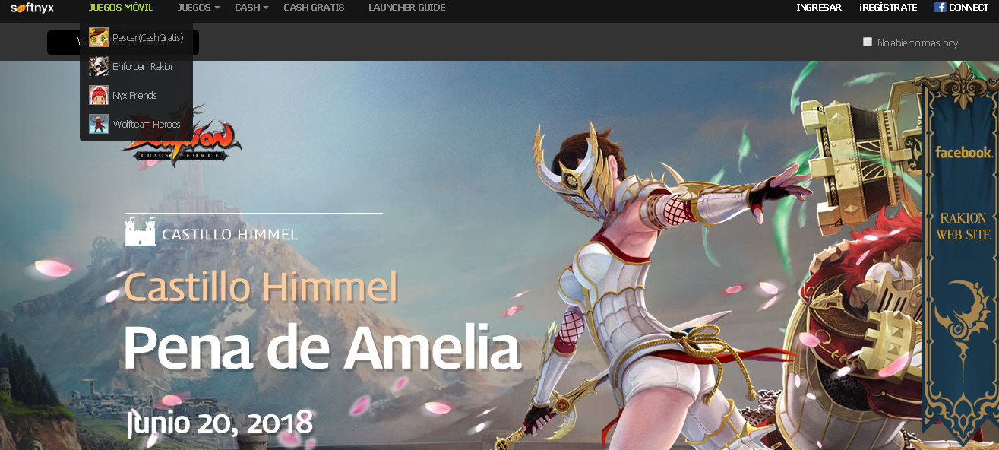 softnyx
JUEGOS MÓVIL
JUEGOS
CASH
CASH GRATIS
LAUNCHER GUIDE
INGRESAR
¡REGÍSTRATE
CONNECT
Pescar(CashGratis)
Enforcer: Rakion
Nyx Friends
Wolfteam Heroes
No abierto mas hoy
Rakion
CHAOS FORCE
CASTILLO HIMMEL
Castillo Himmel
Pena de Amelia
Junio 20, 2018
facebook.
RAKION
WEB SITE